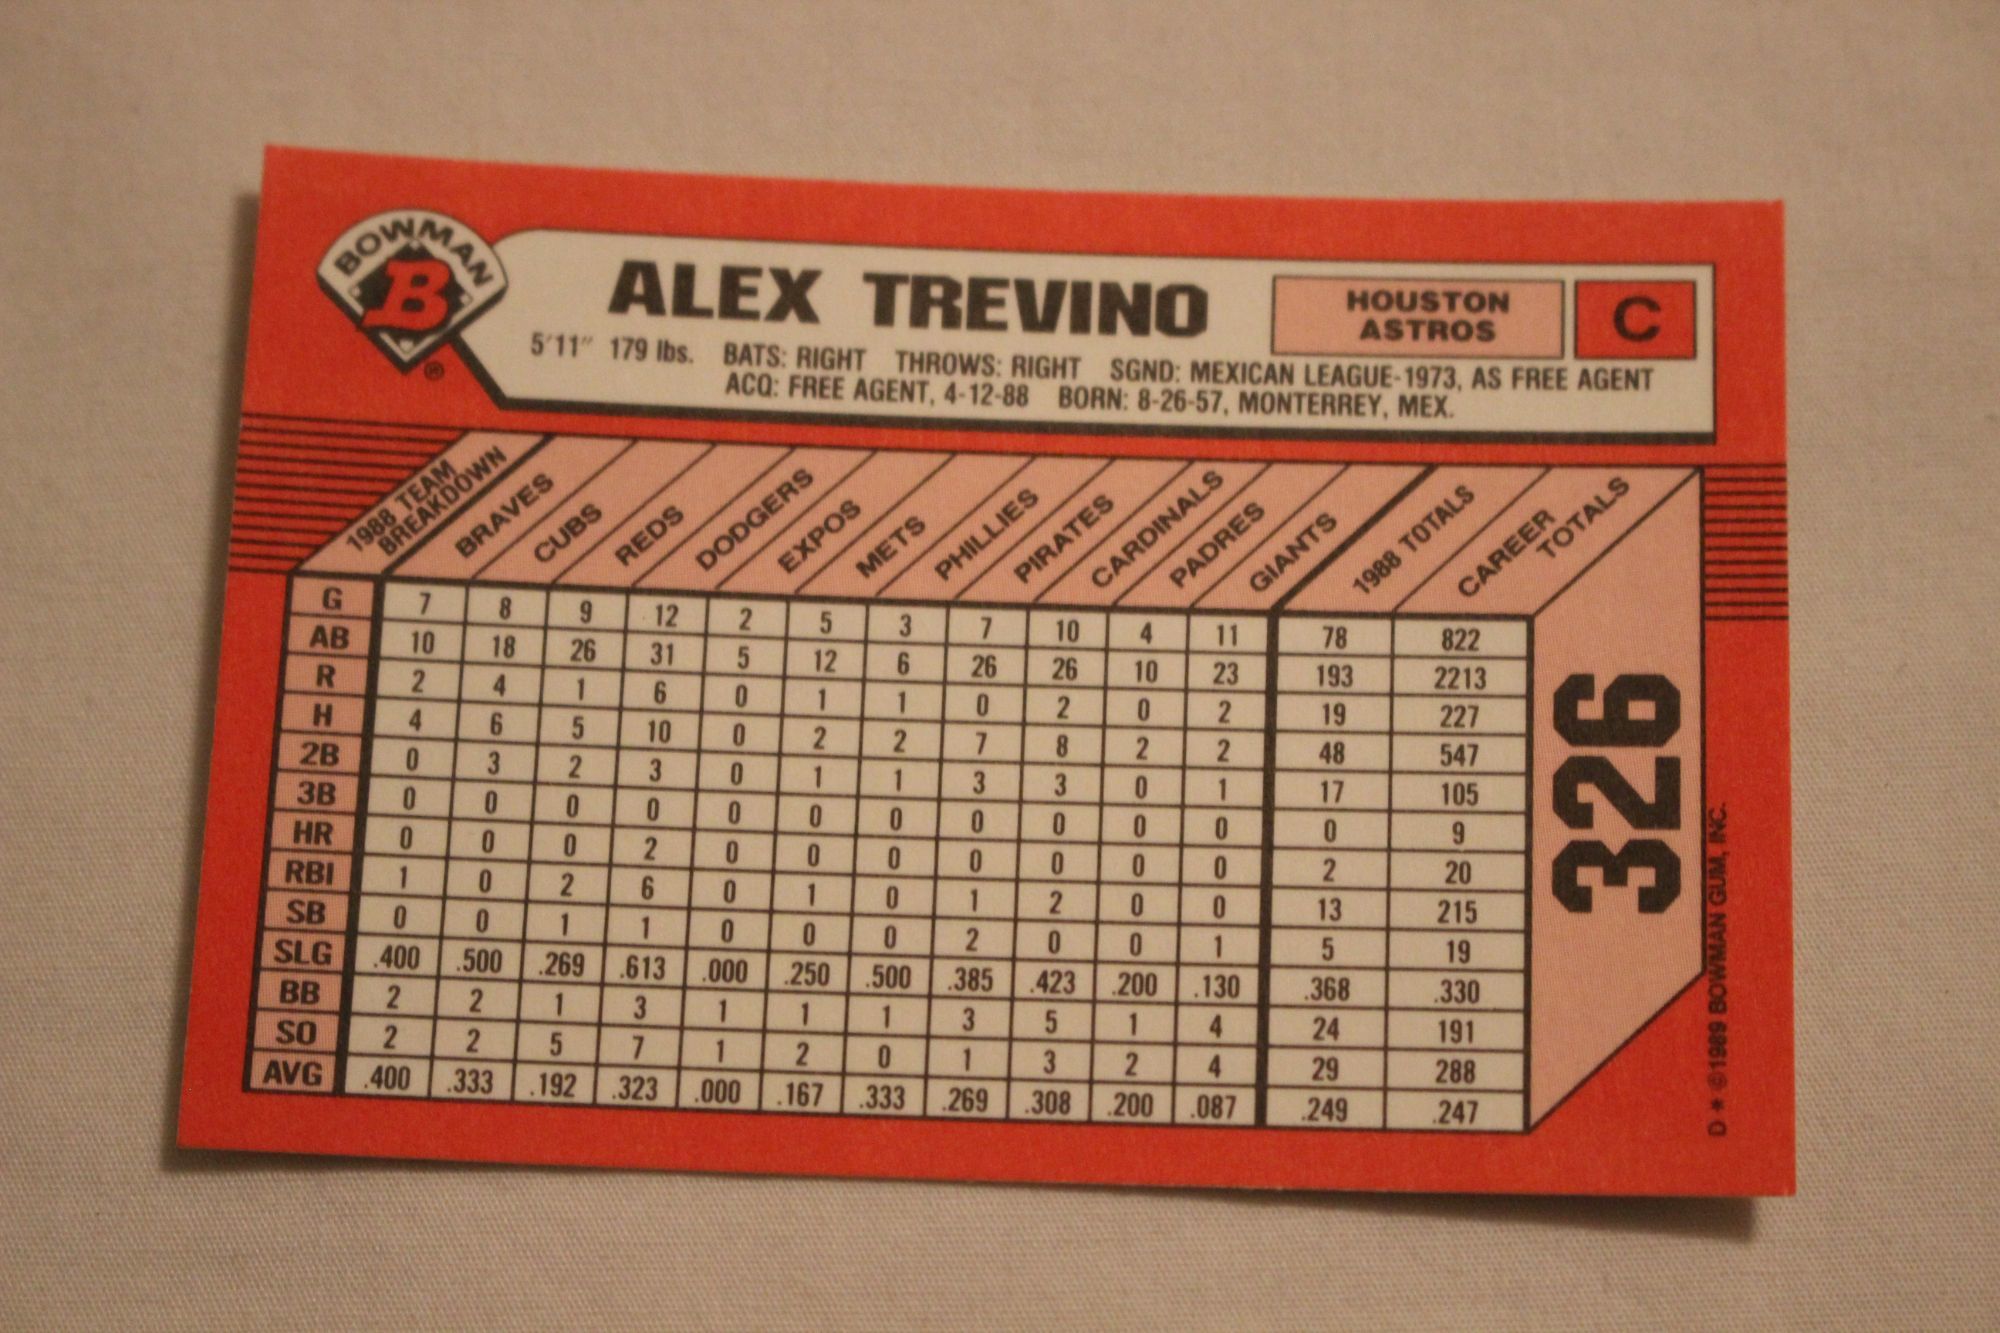 BOWMAN
B
®
ALEX TREVINO
HOUSTON
ASTROS
C
5'11" 179 lbs. BATS: RIGHT THROWS: RIGHT SGND: MEXICAN LEAGUE-1973, AS FREE AGENT
ACQ: FREE AGENT, 4-12-88 BORN: 8-26-57, MONTERREY, MEX.
1988 TEAM
BREAKDOWN
BRAVES
CUBS
REDS
DODGERS
EXPOS
METS
PHILLIES
PIRATES
CARDINALS
PADRES
GIANTS
1988 TOTALS
CAREER
TOTALS
G 7 8 9 12 2 5 3 7 10 4 11 78 822
AB 10 18 26 31 5 12 6 26 26 10 23 193 2213
R 2 4 1 6 0 1 1 0 2 0 2 19 227
H 4 6 5 10 0 2 2 7 8 2 2 48 547
2B 0 3 2 3 0 1 1 3 3 0 1 17 105
3B 0 0 0 0 0 0 0 0 0 0 0 0 9
HR 0 0 0 2 0 0 0 0 0 0 0 2 20
RBI 1 0 2 6 0 1 0 1 2 0 0 13 215
SB 0 0 1 1 0 0 0 2 0 0 1 5 19
SLG .400 .500 .269 .613 .000 .250 .500 .385 .423 .200 .130 .368 .330
BB 2 2 1 3 1 1 1 3 5 1 4 24 191
SO 2 2 5 7 1 2 0 1 3 2 4 29 288
AVG .400 .333 .192 .323 .000 .167 .333 .269 .308 .200 .087 .249 .247
326
D * ©1989 BOWMAN GUM, INC.